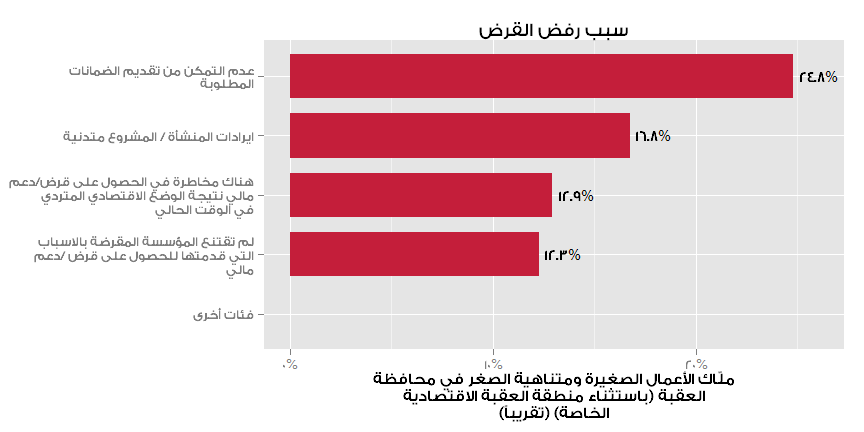 سبب رفض القرض
عدم التمكن من تقديم الضمانات
المطلوبة
٢٤.٨%
ايرادات المنشأة / المشروع متدنية
١٦.٨%
هناك مخاطرة في الحصول على قرض/دعم
مالي نتيجة الوضع الاقتصادي المتردي
في الوقت الحالي
١٢.٩%
لم تقتنع المؤسسة المقرضة بالاسباب
التي قدمتها للحصول على قرض /دعم
مالي
١٢.٣%
فئات أخرى
٠%
١٠%
٢٠%
ملّاك الأعمال الصغيرة ومتناهية الصغر في محافظة
العقبة (باستثناء منطقة العقبة الاقتصادية
الخاصة) (تقريباً)